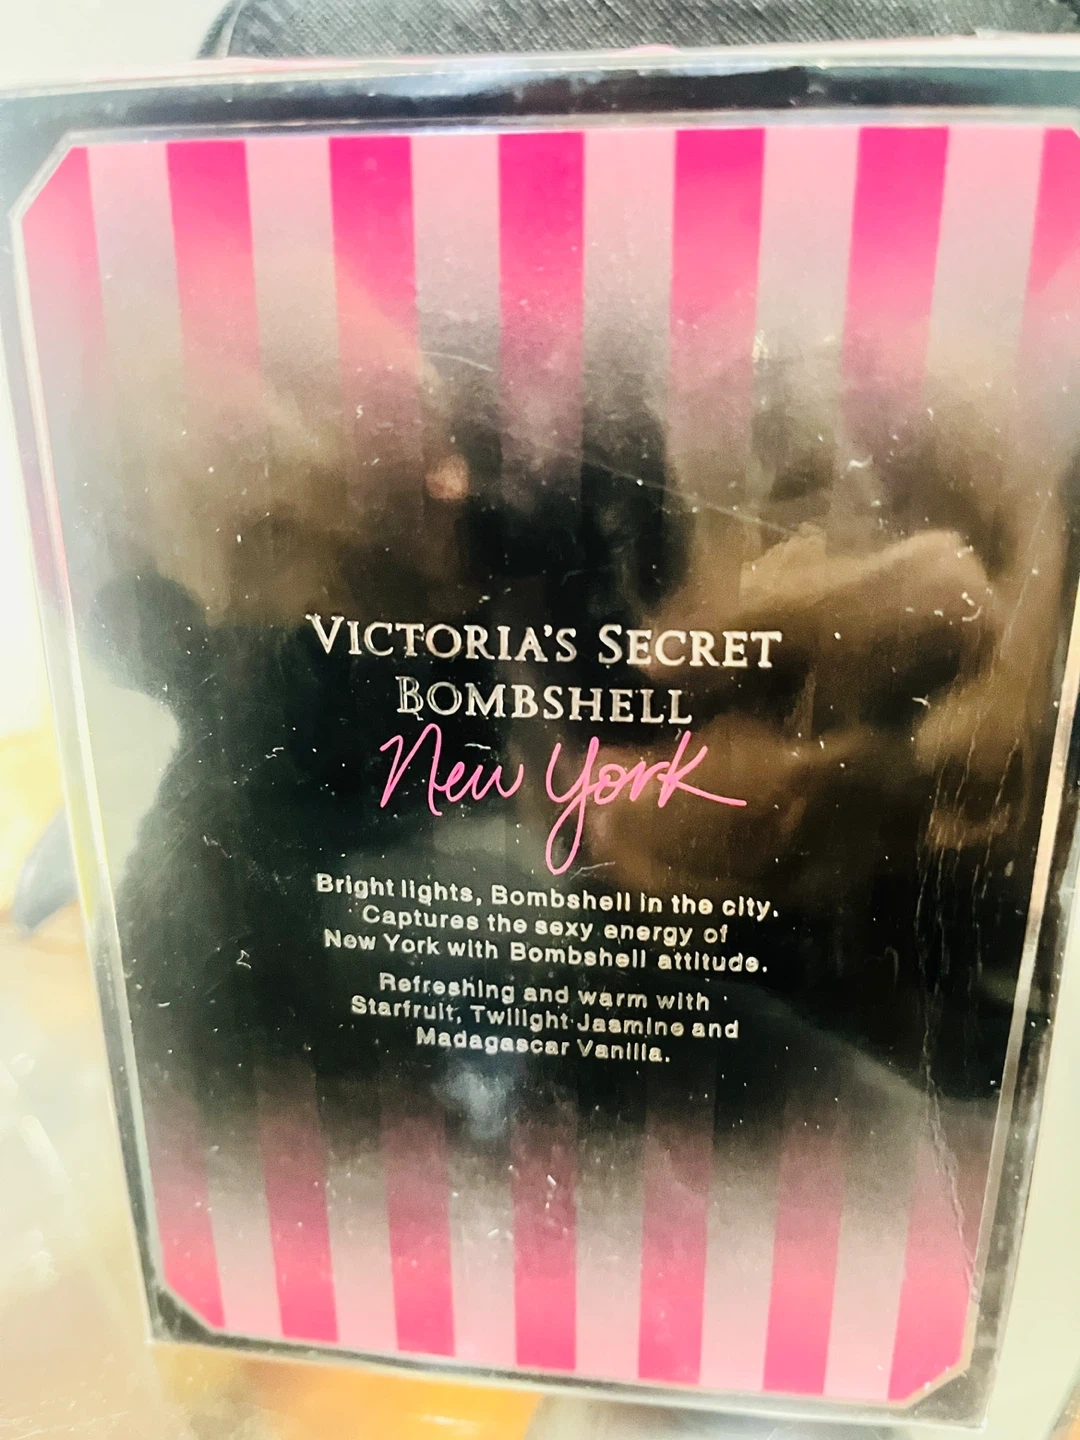 VICTORIA'S SECRET
BOMBSHELL
New York
Bright lights, Bombshell in the city.
Captures the sexy energy of
New York with Bombshell attitude.
Refreshing and warm with
Starfruit, Twilight Jasmine and
Madagascar Vanilla.